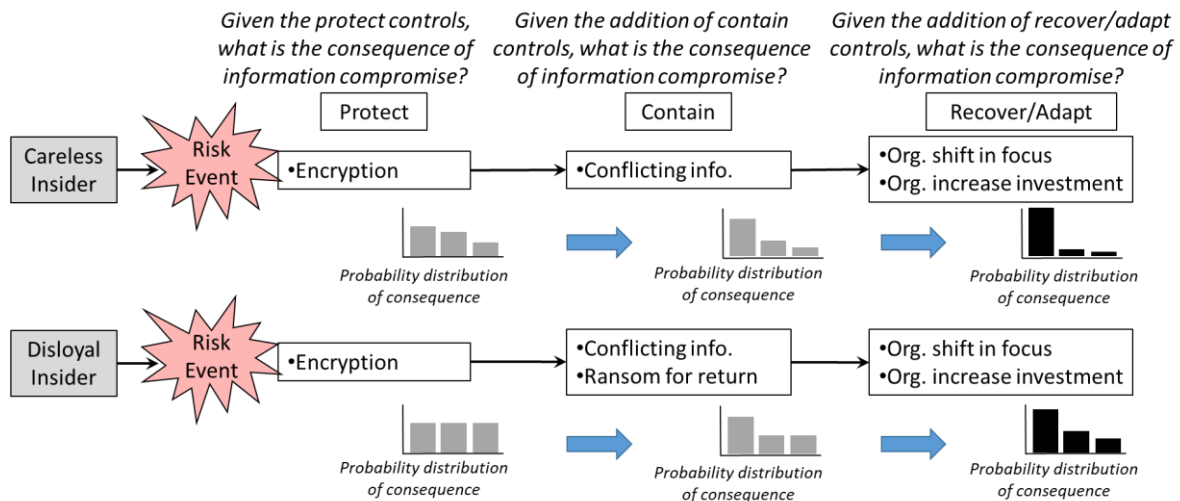 Given the protect controls,
what is the consequence of
information compromise?
Given the addition of contain
controls, what is the consequence
of information compromise?
Given the addition of recover/adapt
controls, what is the consequence of
information compromise?
Protect
Contain
Recover/Adapt
Careless
Insider
Risk
Event
•Encryption
•Conflicting info.
•Org. shift in focus
•Org. increase investment
Probability distribution
of consequence
Probability distribution
of consequence
Probability distribution
of consequence
Disloyal
Insider
Risk
Event
•Encryption
•Conflicting info.
•Ransom for return
•Org. shift in focus
•Org. increase investment
Probability distribution
of consequence
Probability distribution
of consequence
Probability distribution
of consequence